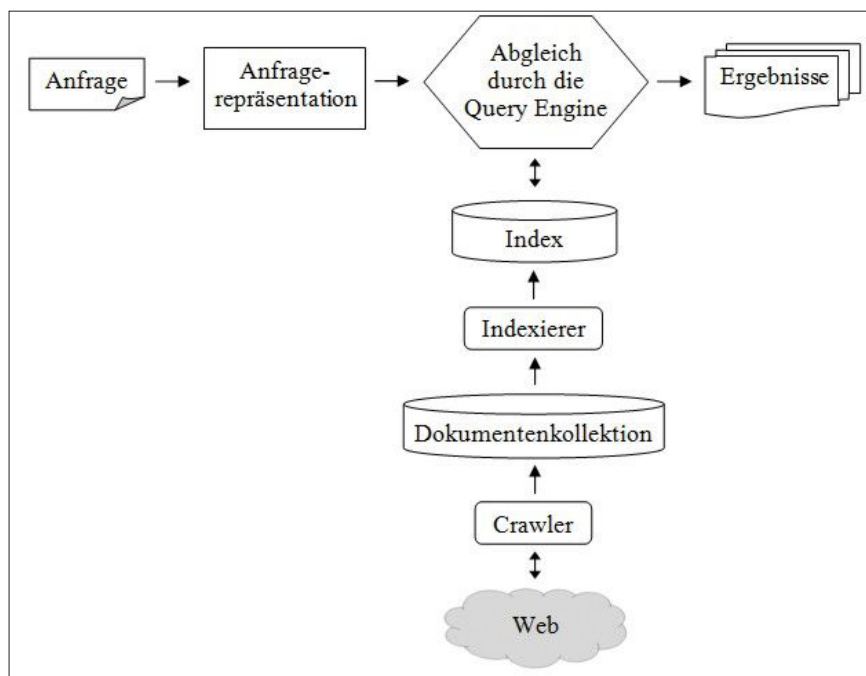 Anfrage
Anfrage-
repräsentation
Abgleich
durch die
Query Engine
Ergebnisse
Index
Indexierer
Dokumentenkollektion
Crawler
Web